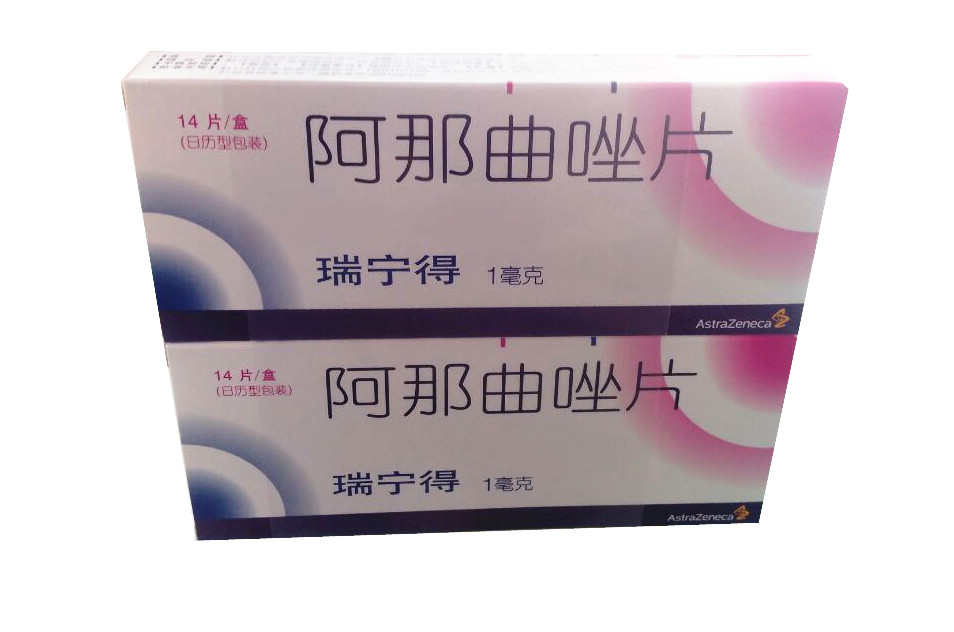 14 片/盒
(日历型包装)
阿那曲唑片
瑞宁得 1毫克
AstraZeneca
14 片/盒
(日历型包装)
阿那曲唑片
瑞宁得 1毫克
AstraZeneca